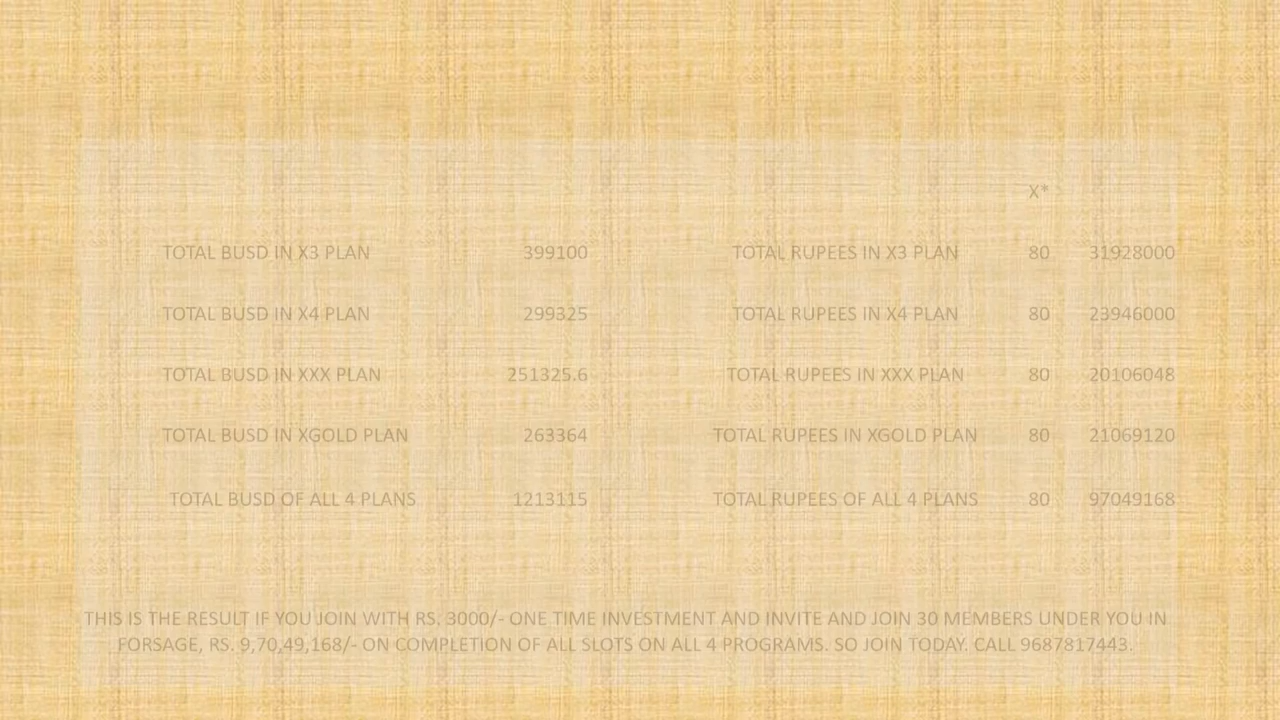 X*
TOTAL BUSD IN X3 PLAN 399100 TOTAL RUPEES IN X3 PLAN 80 31928000
TOTAL BUSD IN X4 PLAN 299325 TOTAL RUPEES IN X4 PLAN 80 23946000
TOTAL BUSD IN XXX PLAN 251325.6 TOTAL RUPEES IN XXX PLAN 80 20106048
TOTAL BUSD IN XGOLD PLAN 263364 TOTAL RUPEES IN XGOLD PLAN 80 21069120
TOTAL BUSD OF ALL 4 PLANS 1213115 TOTAL RUPEES OF ALL 4 PLANS 80 97049168
THIS IS THE RESULT IF YOU JOIN WITH RS. 3000/- ONE TIME INVESTMENT AND INVITE AND JOIN 30 MEMBERS UNDER YOU IN
FORSAGE, RS. 9,70,49,168/- ON COMPLETION OF ALL SLOTS ON ALL 4 PROGRAMS. SO JOIN TODAY. CALL 9687817443.